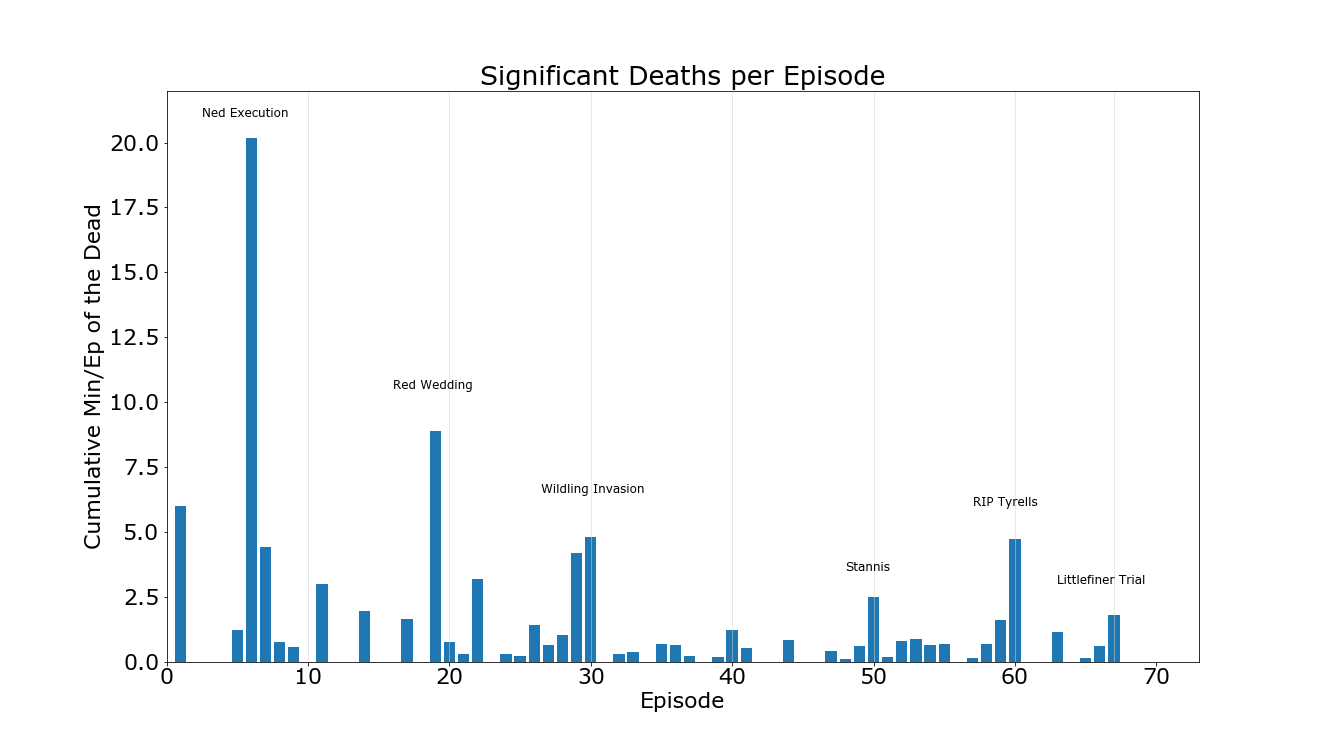 Significant Deaths per Episode
Ned Execution
Red Wedding
Wildling Invasion
Stannis
RIP Tyrells
Littlefiner Trial
Cumulative Min/Ep of the Dead
20.0
17.5
15.0
12.5
10.0
7.5
5.0
2.5
0.0
0 10 20 30 40 50 60 70
Episode